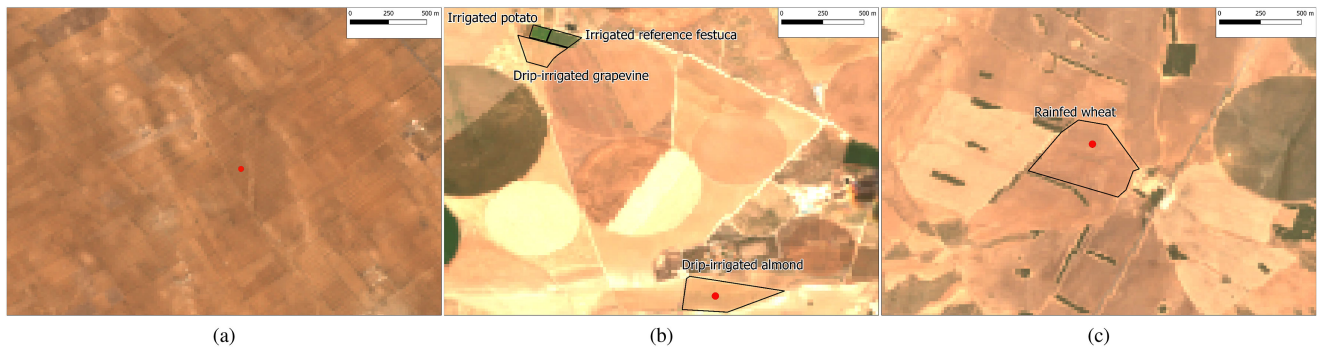 0 250 500 m
0 250 500 m
0 250 500 m
Irrigated potato
Irrigated reference festuca
Drip-irrigated grapevine
Rainfed wheat
Drip-irrigated almond
(a)
(b)
(c)